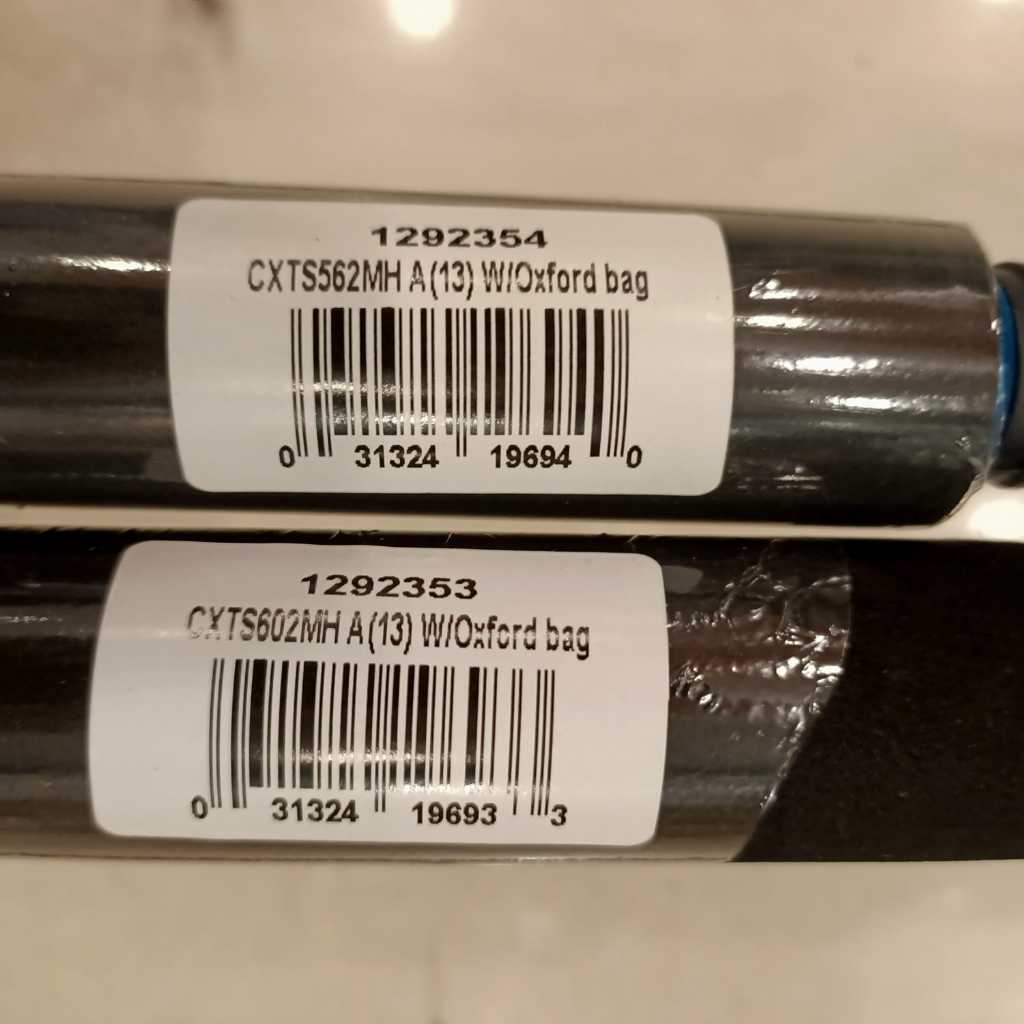 1292354
CXTS562MH A(13) W/Oxford bag
0 31324 19694 0
1292353
CXTS602MH A(13) W/Oxford bag
0 31324 19693 3